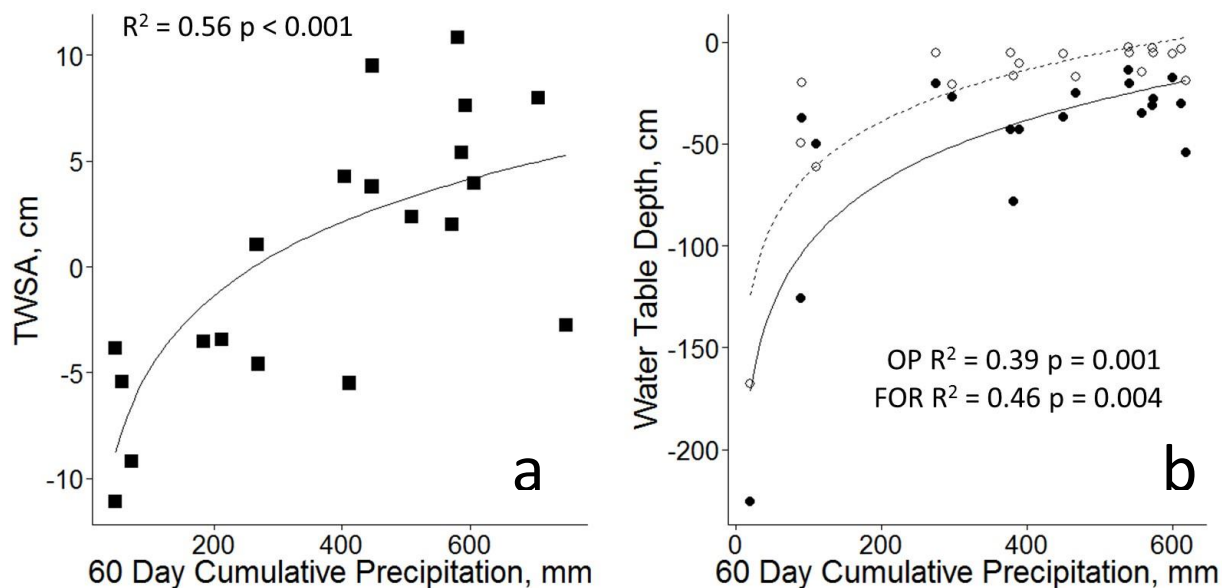 R² = 0.56 p < 0.001
10
5
0
-5
-10
TWSA, cm
200 400 600
60 Day Cumulative Precipitation, mm
a
0
-50
-100
-150
-200
Water Table Depth, cm
OP R² = 0.39 p = 0.001
FOR R² = 0.46 p = 0.004
b
0 200 400 600
60 Day Cumulative Precipitation, mm